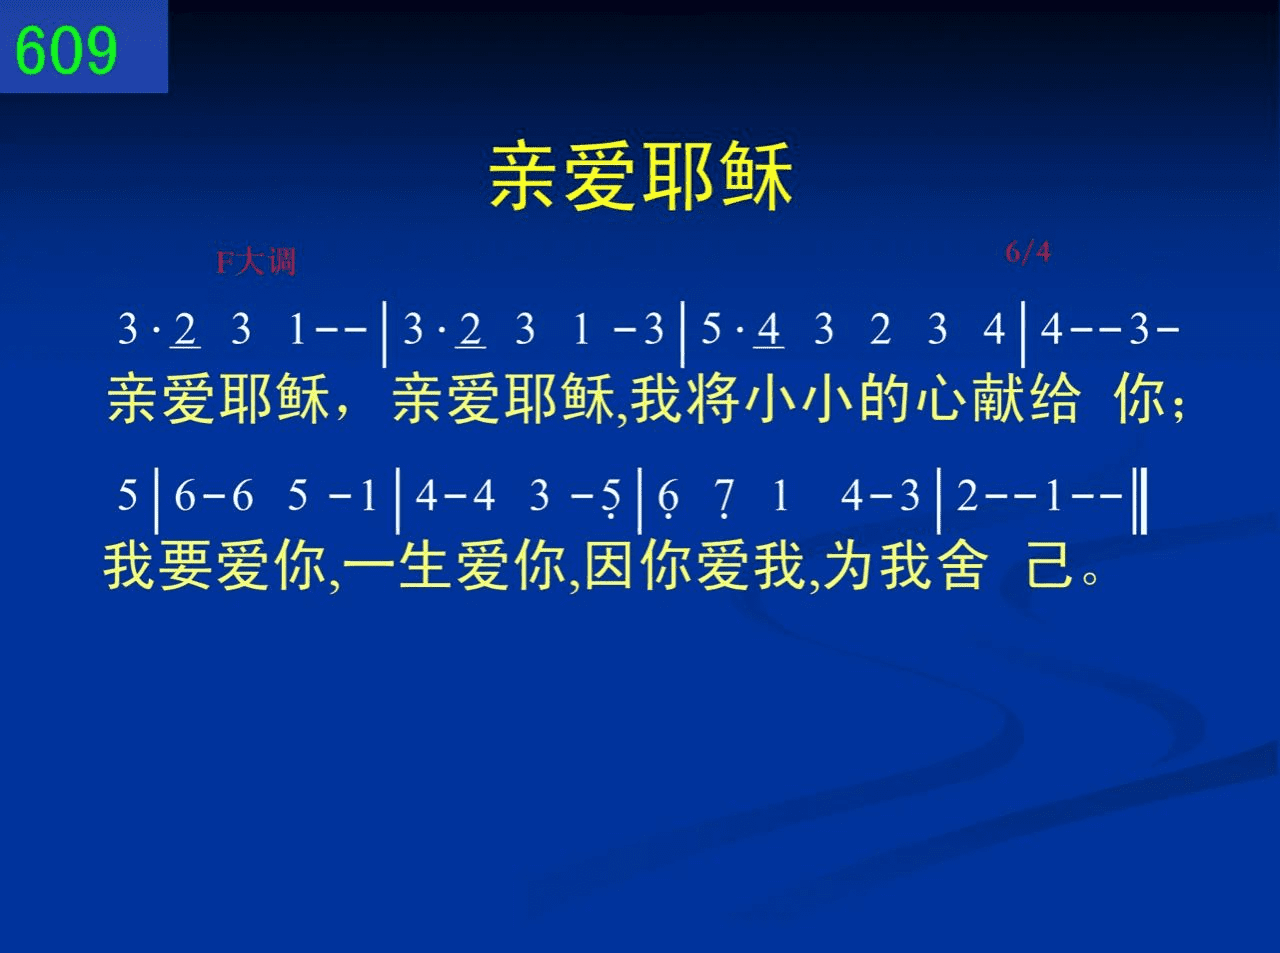 609
亲爱耶稣
F大调 6/4
3·2 3 1--|3·2 3 1 -3|5·4 3 2 3 4|4--3-
亲爱耶稣，亲爱耶稣,我将小小的心献给 你；
5|6-6 5 -1|4-4 3 -5̣|6̣ 7̣ 1 4-3|2--1--‖
我要爱你,一生爱你,因你爱我,为我舍 己。